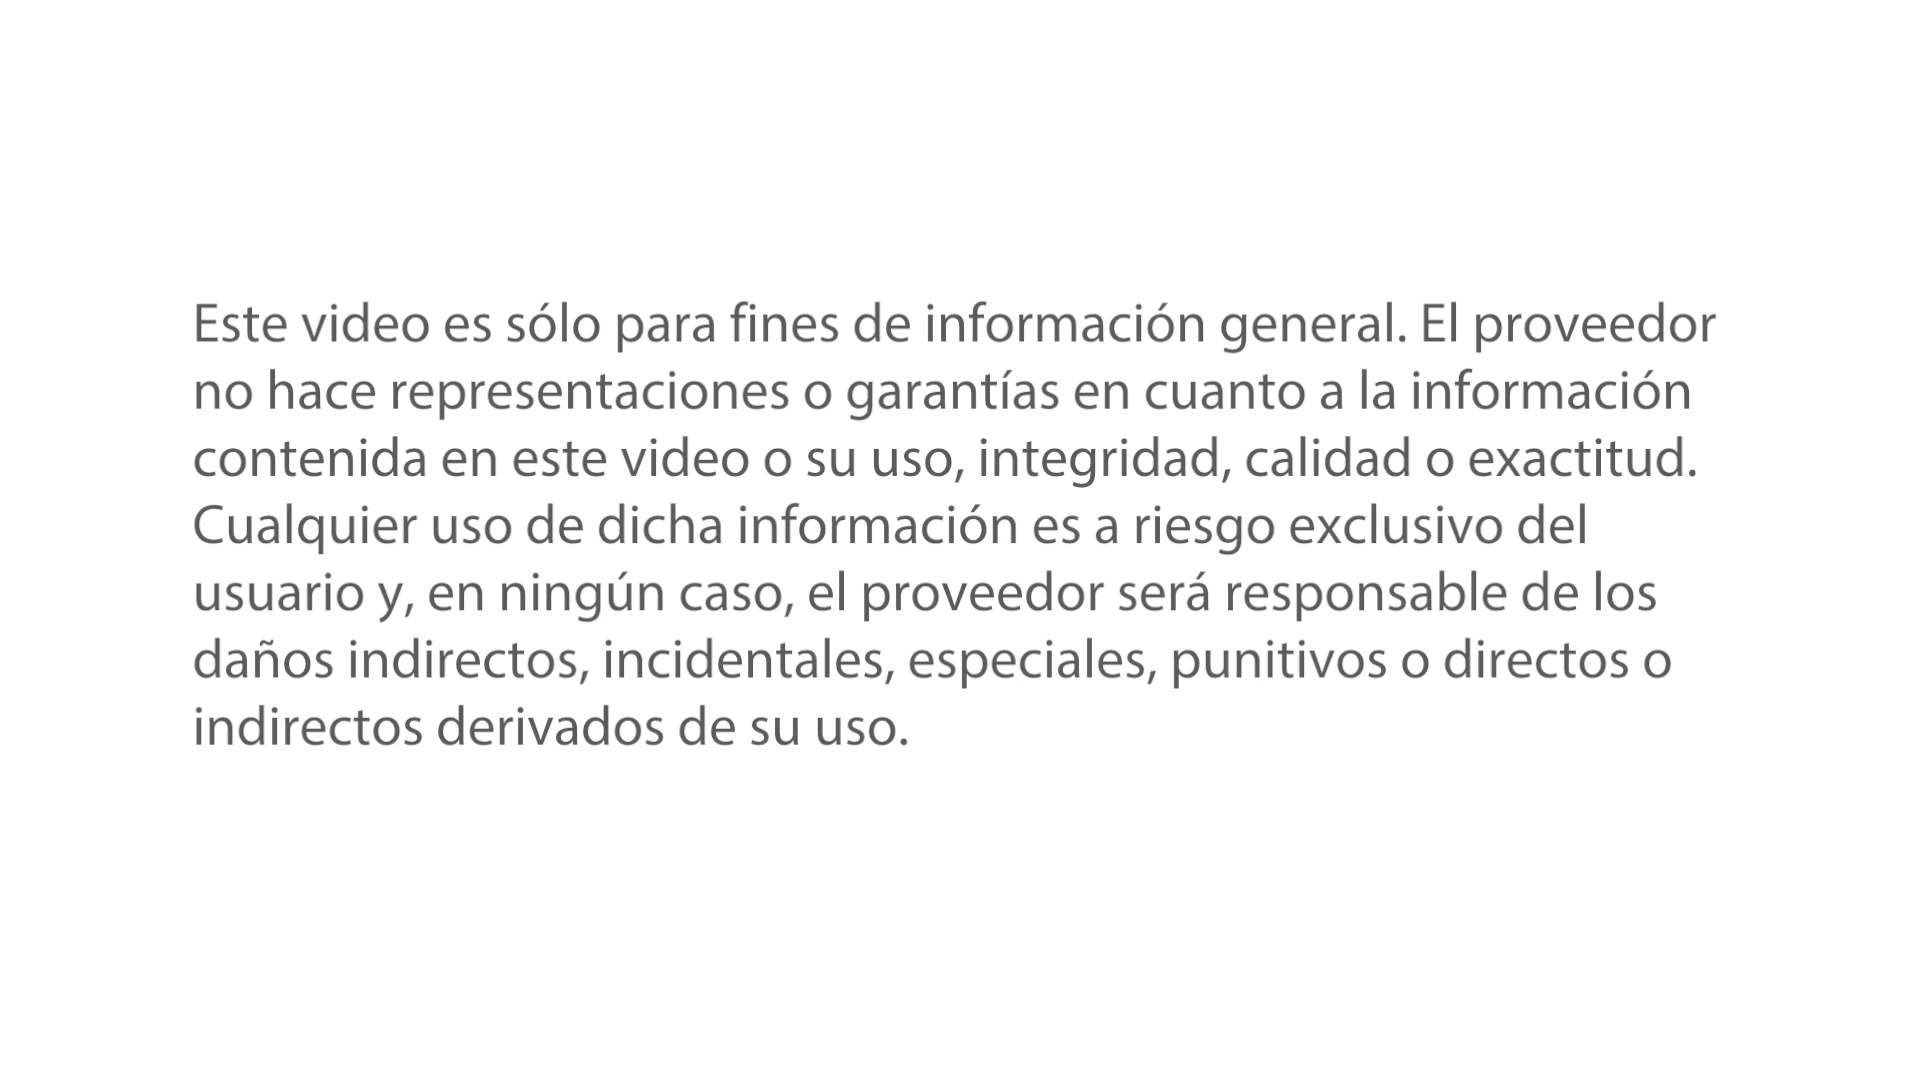 Este video es sólo para fines de información general. El proveedor
no hace representaciones o garantías en cuanto a la información
contenida en este video o su uso, integridad, calidad o exactitud.
Cualquier uso de dicha información es a riesgo exclusivo del
usuario y, en ningún caso, el proveedor será responsable de los
daños indirectos, incidentales, especiales, punitivos o directos o
indirectos derivados de su uso.